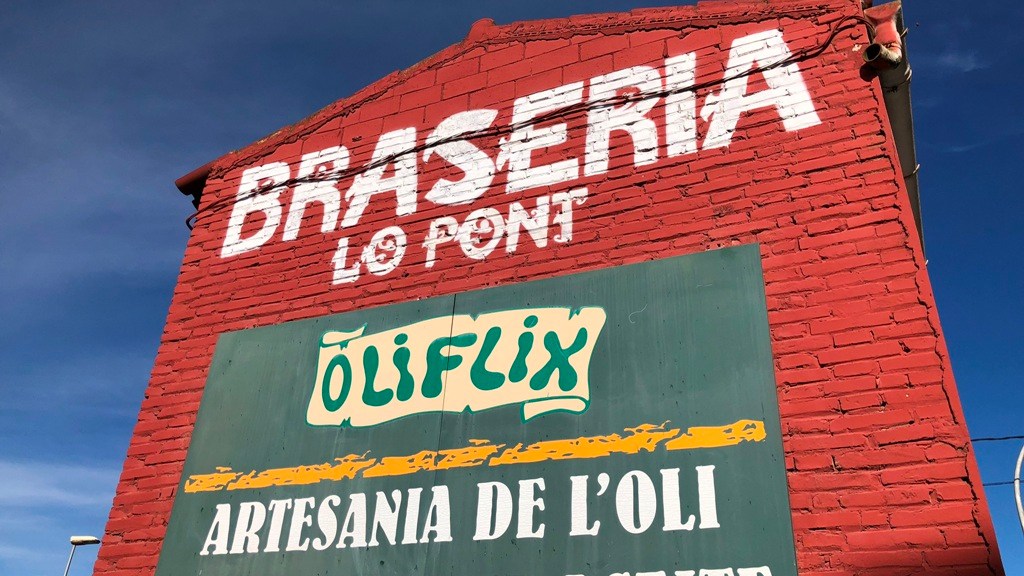 BRASERIA
LO PONT
OLIFLIX
ARTESANIA DE L'OLI